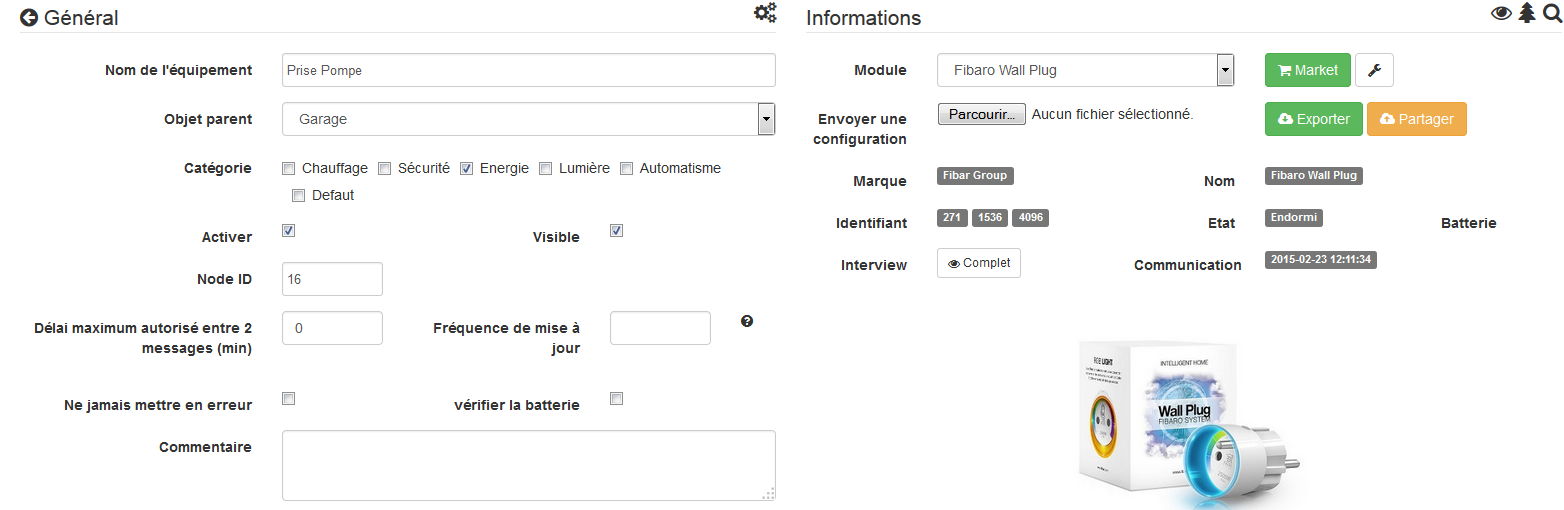 Général
Nom de l'équipement
Prise Pompe
Objet parent
Garage
Catégorie
Chauffage Sécurité Energie Lumière Automatisme
Defaut
Activer
Visible
Node ID
16
Délai maximum autorisé entre 2
messages (min)
0
Fréquence de mise à
jour
Ne jamais mettre en erreur
vérifier la batterie
Commentaire
Informations
Module
Fibaro Wall Plug
Market
Envoyer une
configuration
Parcourir... Aucun fichier sélectionné.
Exporter
Partager
Marque
Fibar Group
Nom
Fibaro Wall Plug
Identifiant
271 1536 4096
Etat
Endormi
Batterie
Interview
Complet
Communication
2015-02-23 12:11:34
RGB LIGHT
INTELLIGENT HOME
Wall Plug
FIBARO SYSTEM